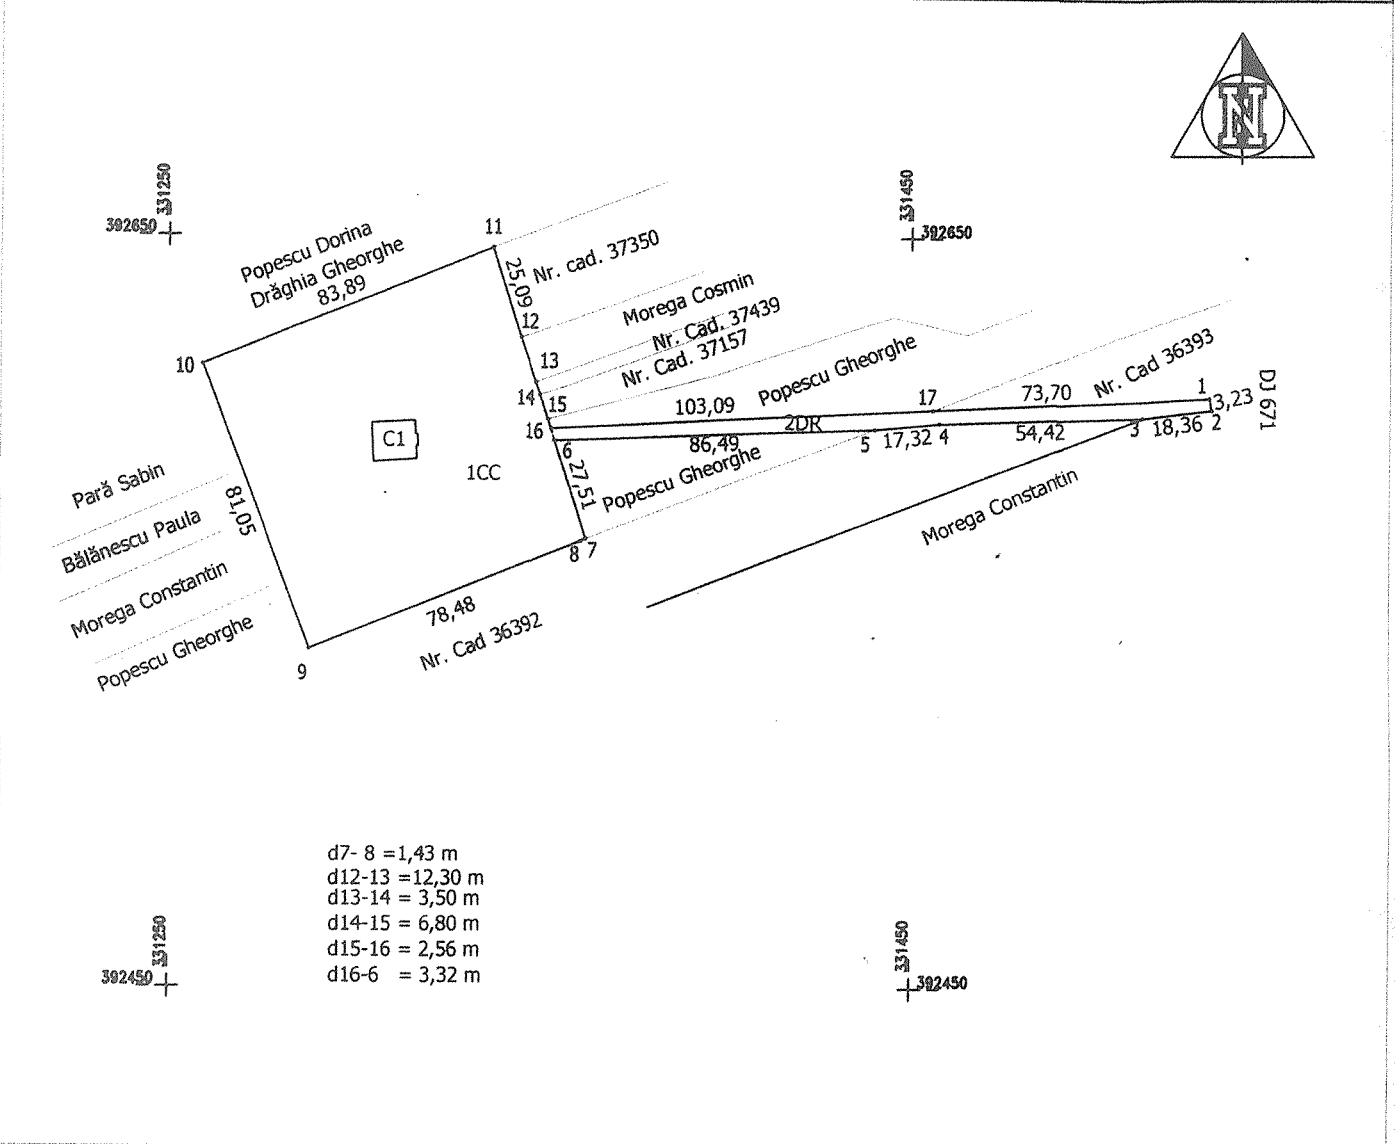 N
331250
392650
331450
392650
11
Popescu Dorina
Drăghia Gheorghe
83,89
25,09
Nr. cad. 37350
12
Morega Cosmin
Nr. Cad. 37439
Nr. Cad. 37157
10
13
14
15
16
103,09
Popescu Gheorghe
17
73,70
Nr. Cad 36393
1
3,23
DJ 671
2DR
86,49
6
5
17,32
4
54,42
3
18,36
2
C1
1CC
27,51
Popescu Gheorghe
Morega Constantin
Pară Sabin
81,05
Bălănescu Paula
Morega Constantin
Popescu Gheorghe
8
7
78,48
Nr. Cad 36392
9
d7- 8 =1,43 m
d12-13 =12,30 m
d13-14 = 3,50 m
d14-15 = 6,80 m
d15-16 = 2,56 m
d16-6 = 3,32 m
331250
392450
331450
392450